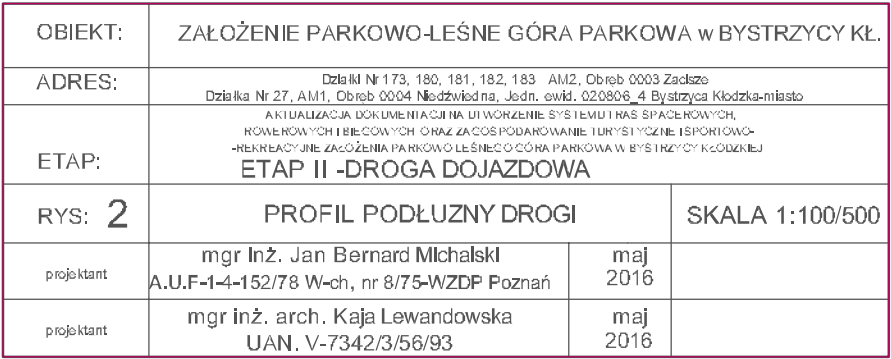 OBIEKT: ZAŁOŻENIE PARKOWO-LEŚNE GÓRA PARKOWA w BYSTRZYCY KŁ.
ADRES: Działki Nr 173, 180, 181, 182, 183 AM2, Obręb 0003 Zacisze
Działka Nr 27, AM1, Obręb 0004 Niedźwiedna, Jedn. ewid. 020806_4 Bystrzyca Kłodzka-miasto
AKTUALIZACJA DOKUMENTACJI NA UTWORZENIE SYSTEMU TRAS SPACEROWYCH,
ROWEROWYCH I BIEGOWYCH ORAZ ZAGOSPODAROWANIE TURYSTYCZNE I SPORTOWO-
-REKREACYJNE ZAŁOŻENIA PARKOWO LEŚNEGO GÓRA PARKOWA W BYSTRZYCY KŁODZKIEJ
ETAP: ETAP II -DROGA DOJAZDOWA
RYS: 2 PROFIL PODŁUZNY DROGI SKALA 1:100/500
projektant mgr inż. Jan Bernard Michalski maj
A.U.F-1-4-152/78 W-ch, nr 8/75-WZDP Poznań 2016
projektant mgr inż. arch. Kaja Lewandowska maj
UAN. V-7342/3/56/93 2016